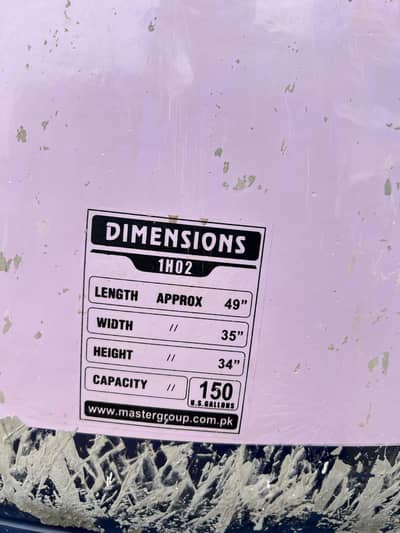 DIMENSIONS
1H02
LENGTH APPROX 49"
WIDTH " 35"
HEIGHT " 34"
CAPACITY " 150
U.S.GALLONS
www.mastergroup.com.pk